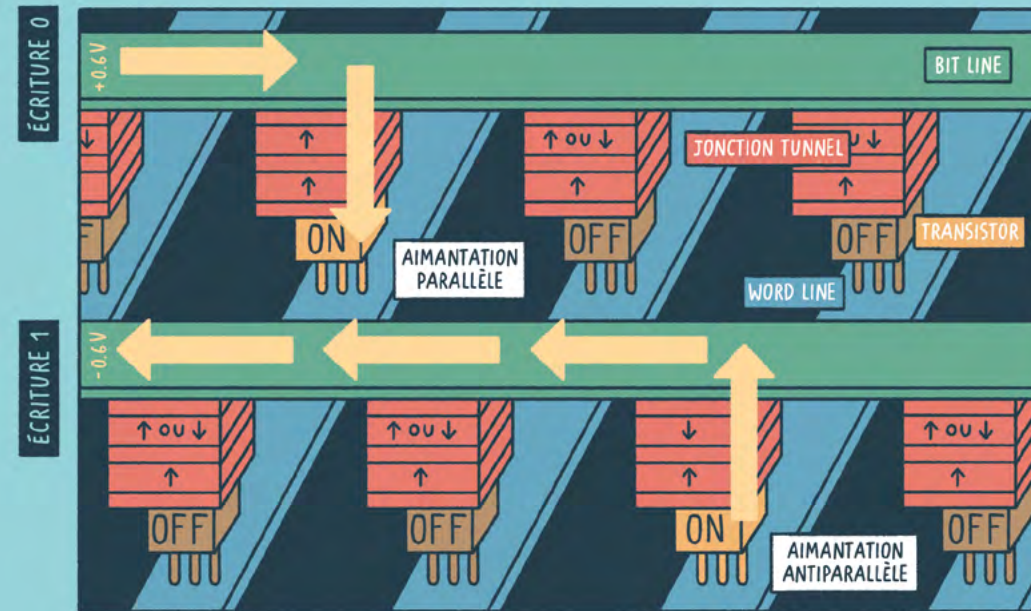 ÉCRITURE 0
+0.6V
BIT LINE
↓
↑
↑
↑ OU ↓
↑
JONCTION TUNNEL
U ↓
↑
F
ON
OFF
OFF
TRANSISTOR
AIMANTATION
PARALLÈLE
WORD LINE
ÉCRITURE 1
-0.6V
↑ OU ↓
↑
↑ OU ↓
↑
↓
↑
↑ OU ↓
↑
OFF
OFF
ON
OFF
AIMANTATION
ANTIPARALLÈLE